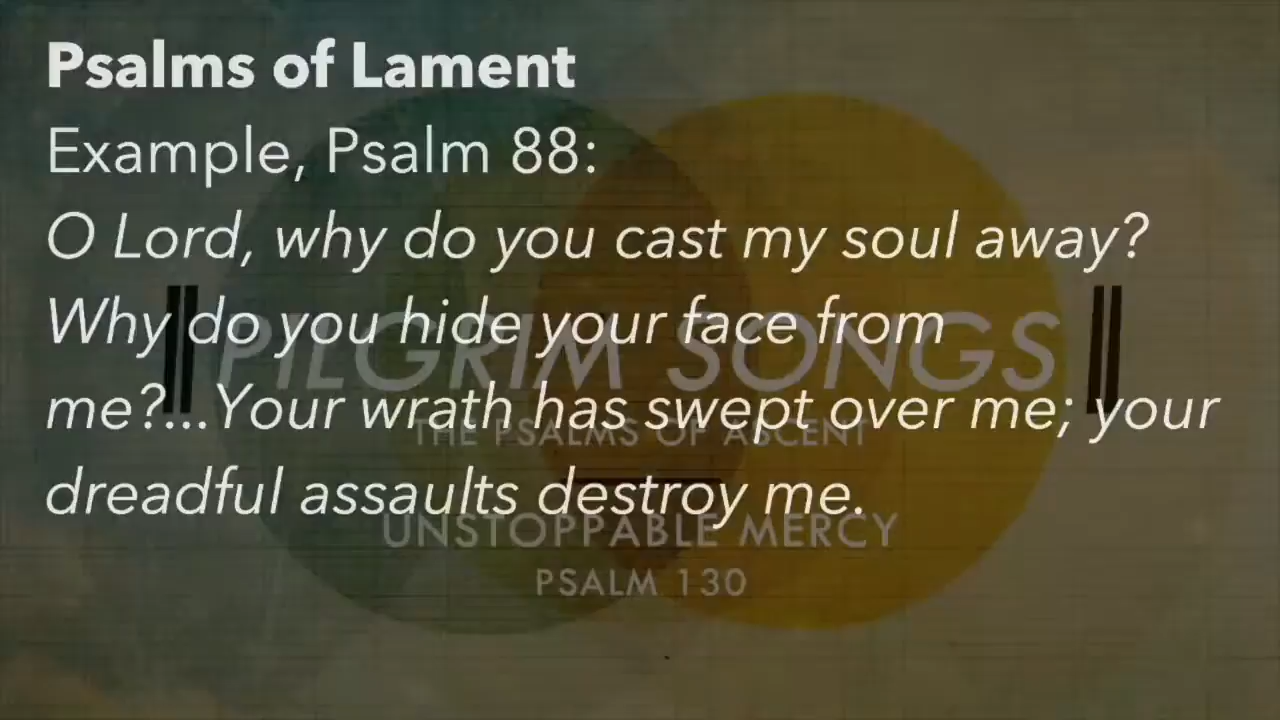 Psalms of Lament
Example, Psalm 88:
O Lord, why do you cast my soul away?
Why do you hide your face from
me?...Your wrath has swept over me; your
dreadful assaults destroy me.
PILGRIM SONGS
THE PSALMS OF ASCENT
UNSTOPPABLE MERCY
PSALM 130